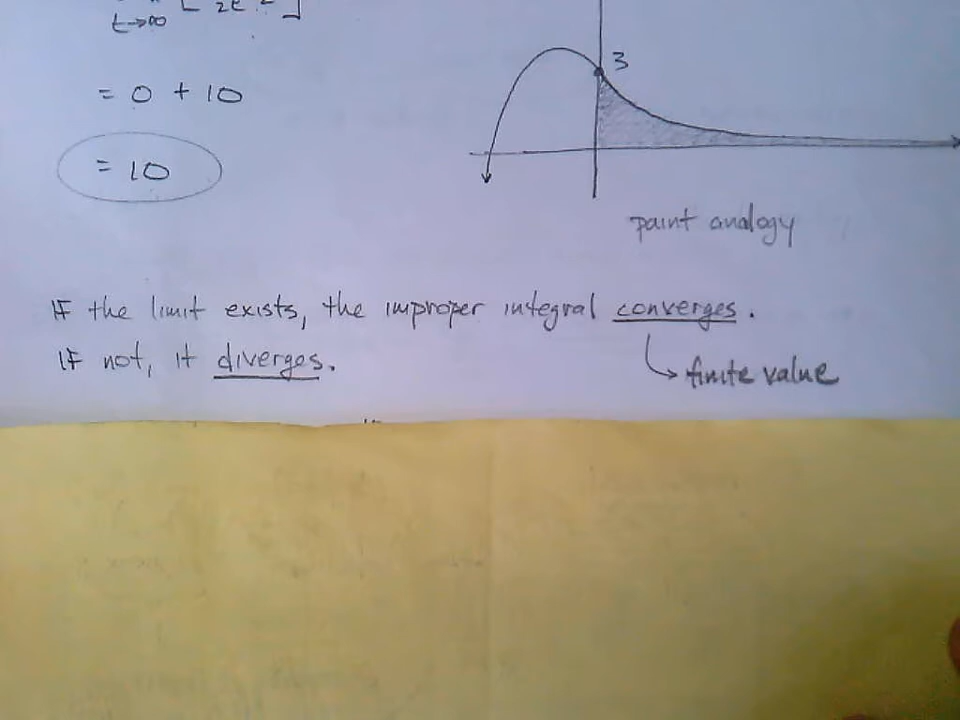 t→∞
= 0 + 10
= 10
3
paint analogy
If the limit exists, the improper integral converges.
If not, it diverges.
finite value